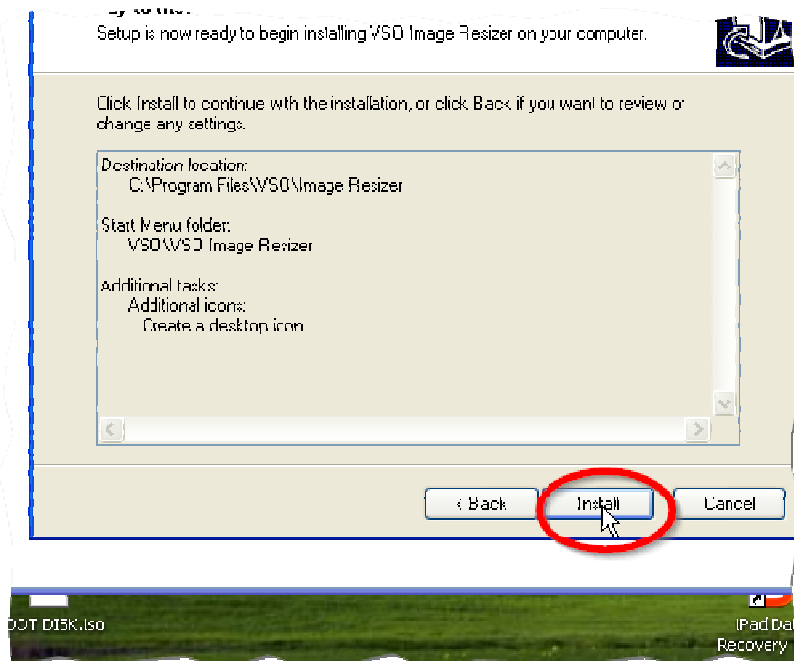 Setup is now ready to begin installing VSO Image Resizer on your computer.
Click Install to continue with the installation, or click Back if you want to review or
change any settings.
Destination location:
C:\Program Files\VSO\Image Resizer
Start Menu folder:
VSO\VSO Image Resizer
Additional tasks:
Additional icons:
Create a desktop icon
< Back Install Cancel
DISK.iso
iPad Da
Recovery